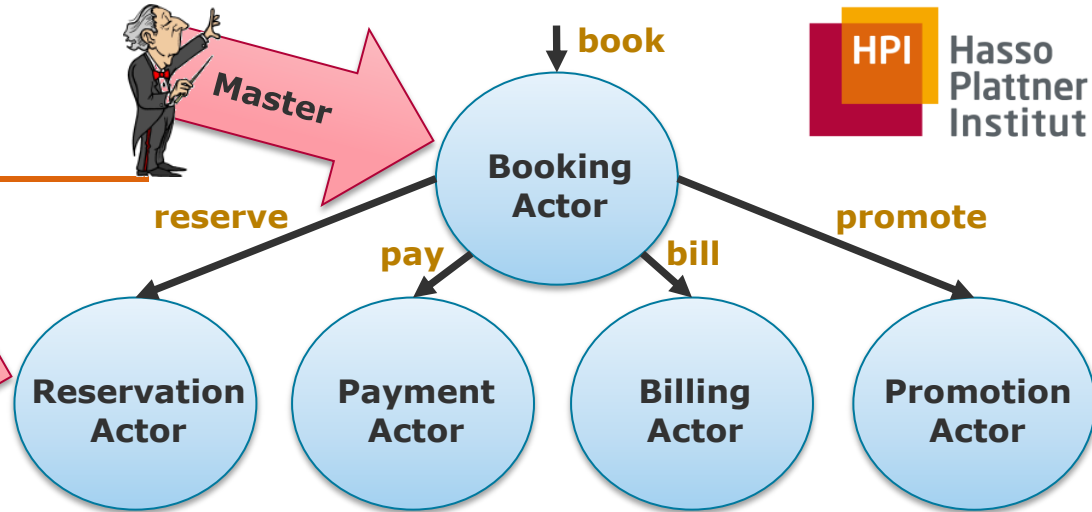 book
HPI
Hasso
Plattner
Institut
Master
Booking
Actor
reserve
promote
pay
bill
Reservation
Actor
Payment
Actor
Billing
Actor
Promotion
Actor